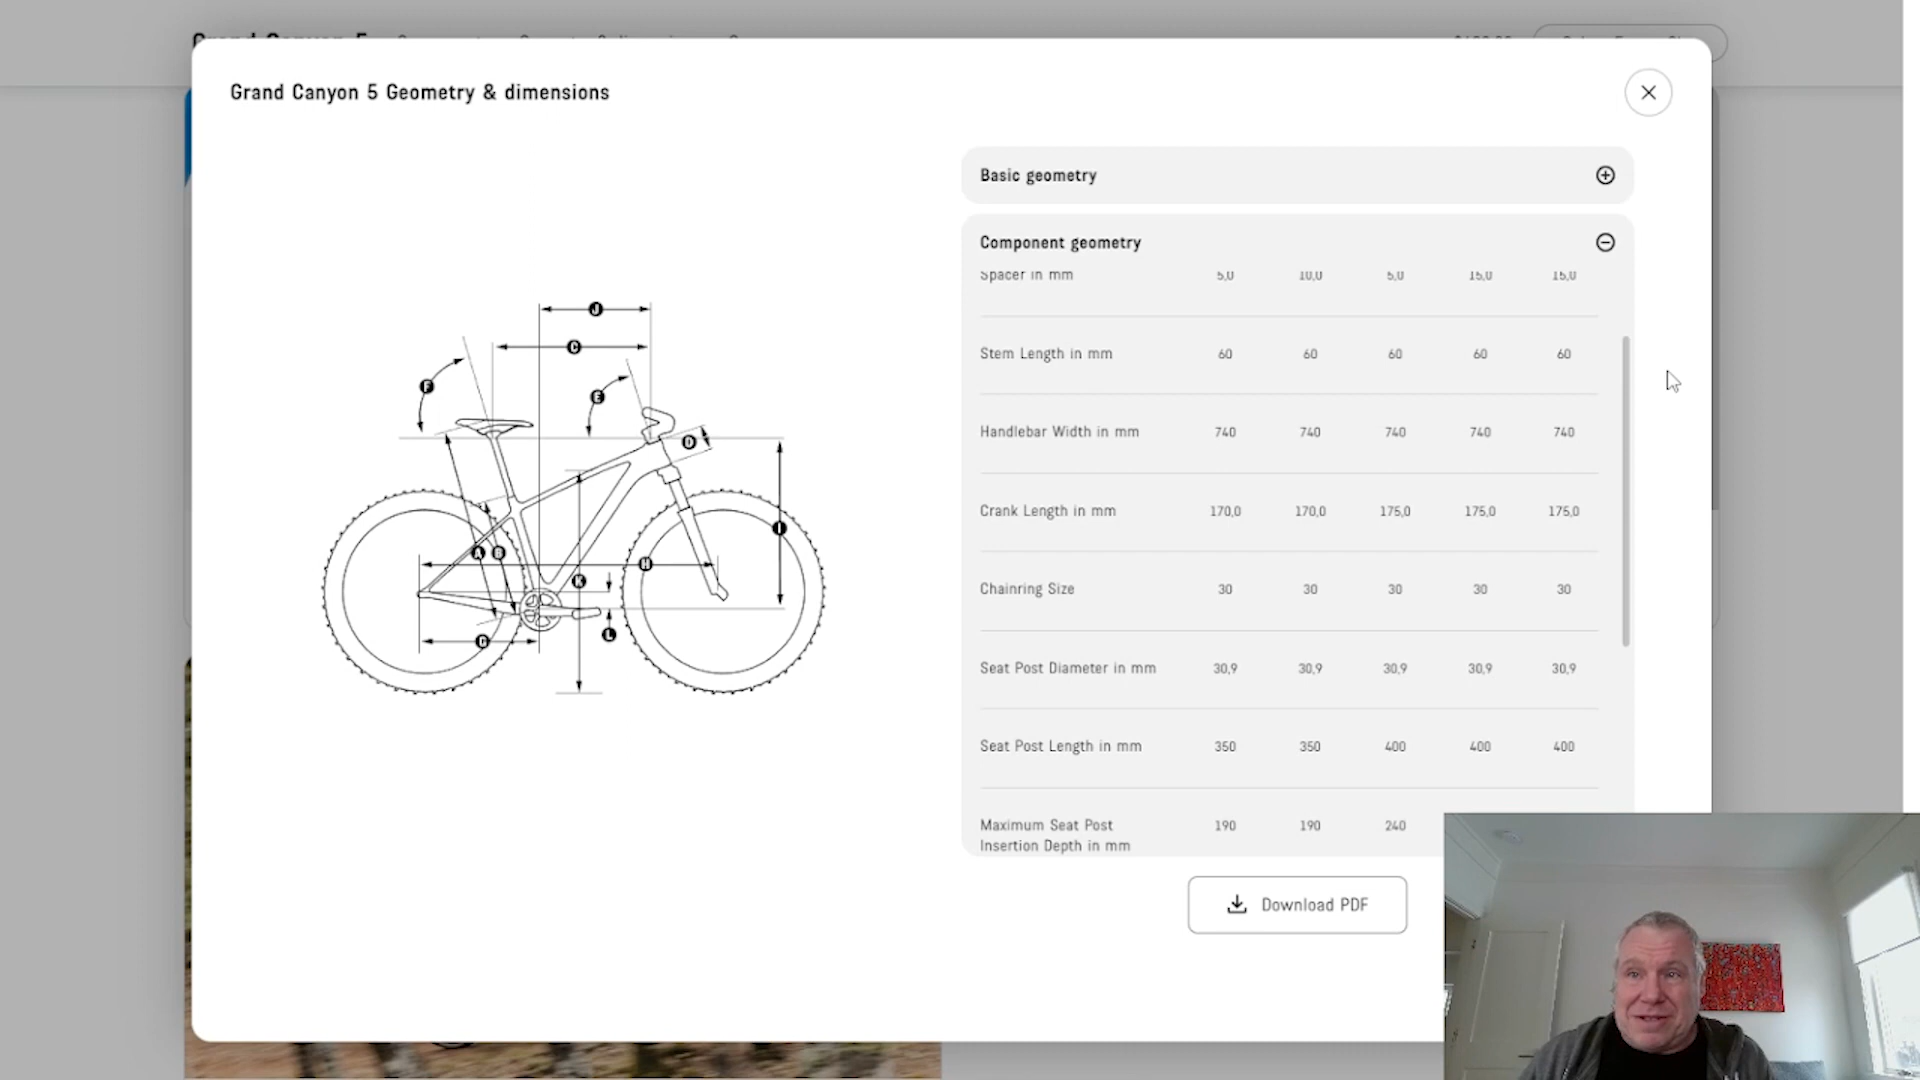 Grand Canyon 5
Grand Canyon 5 Geometry & dimensions
Basic geometry
Component geometry
Spacer in mm 5,0 10,0 5,0 15,0 15,0
Stem Length in mm 60 60 60 60 60
Handlebar Width in mm 740 740 740 740 740
Crank Length in mm 170,0 170,0 175,0 175,0 175,0
Chainring Size 30 30 30 30 30
Seat Post Diameter in mm 30,9 30,9 30,9 30,9 30,9
Seat Post Length in mm 350 350 400 400 400
Maximum Seat Post 190 190 240
Insertion Depth in mm
Download PDF
J
C
F
E
D
I
A B
H
K
G
L